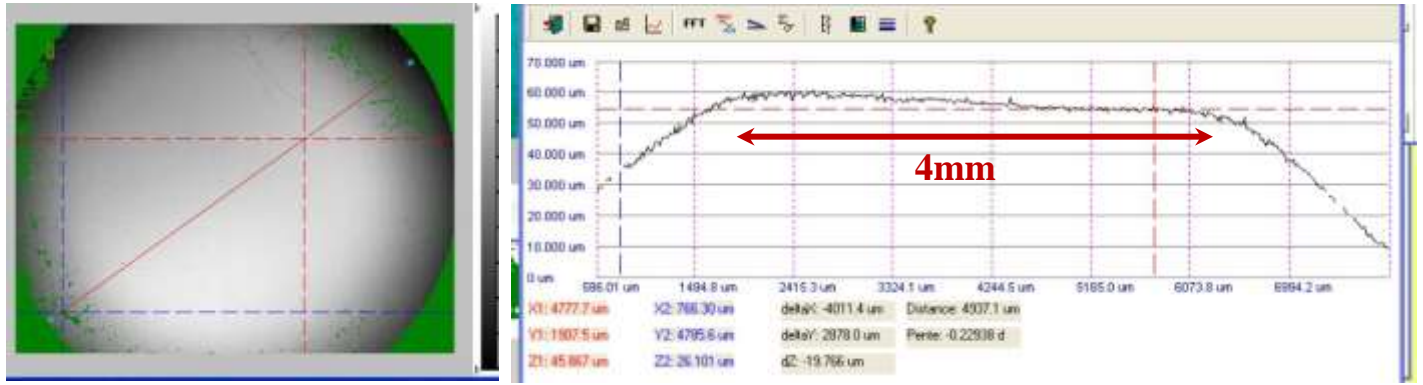 FFT
70.000 um
60.000 um
50.000 um
40.000 um
30.000 um
20.000 um
10.000 um
0 um
4mm
586.01 um 1494.8 um 2415.3 um 3324.1 um 4244.5 um 5165.0 um 6073.8 um 6994.2 um
X1: 4777.7 um X2: 766.30 um deltaX: -4011.4 um Distance: 4937.1 um
Y1: 1907.5 um Y2: 4785.6 um deltaY: 2878.0 um Pente: -0.22938 d
Z1: 45.867 um Z2: 26.101 um dZ: -19.766 um